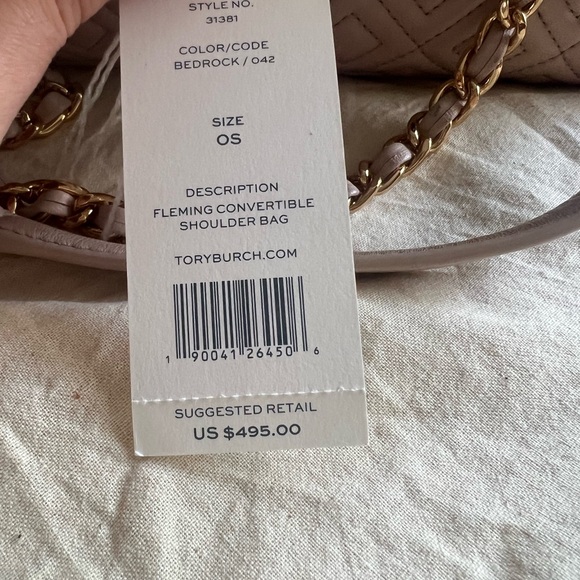 STYLE NO.
31381
COLOR/CODE
BEDROCK / 042
SIZE
OS
DESCRIPTION
FLEMING CONVERTIBLE
SHOULDER BAG
TORYBURCH.COM
1 90041 26450 6
SUGGESTED RETAIL
US $495.00